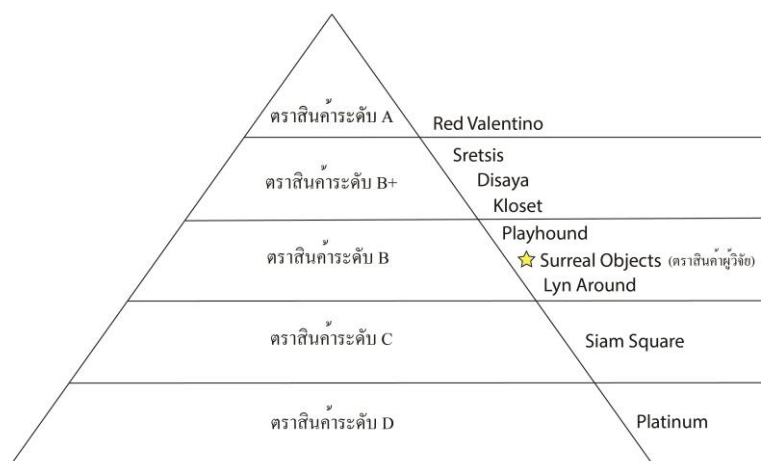 ตราสินค้าระดับ A
Red Valentino
Sretsis
ตราสินค้าระดับ B+
Disaya
Kloset
Playhound
ตราสินค้าระดับ B
Surreal Objects (ตราสินค้าผู้วิจัย)
Lyn Around
ตราสินค้าระดับ C
Siam Square
ตราสินค้าระดับ D
Platinum